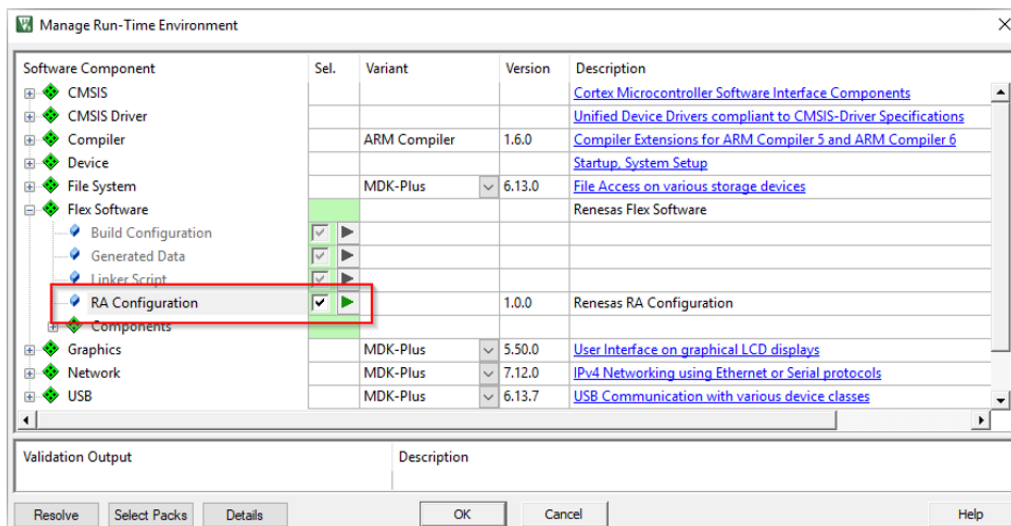 Manage Run-Time Environment
Software Component Sel. Variant Version Description
CMSIS Cortex Microcontroller Software Interface Components
CMSIS Driver Unified Device Drivers compliant to CMSIS-Driver Specifications
Compiler ARM Compiler 1.6.0 Compiler Extensions for ARM Compiler 5 and ARM Compiler 6
Device Startup, System Setup
File System MDK-Plus 6.13.0 File Access on various storage devices
Flex Software Renesas Flex Software
Build Configuration
Generated Data
Linker Script
RA Configuration 1.0.0 Renesas RA Configuration
Components
Graphics MDK-Plus 5.50.0 User Interface on graphical LCD displays
Network MDK-Plus 7.12.0 IPv4 Networking using Ethernet or Serial protocols
USB MDK-Plus 6.13.7 USB Communication with various device classes
Validation Output Description
Resolve Select Packs Details OK Cancel Help